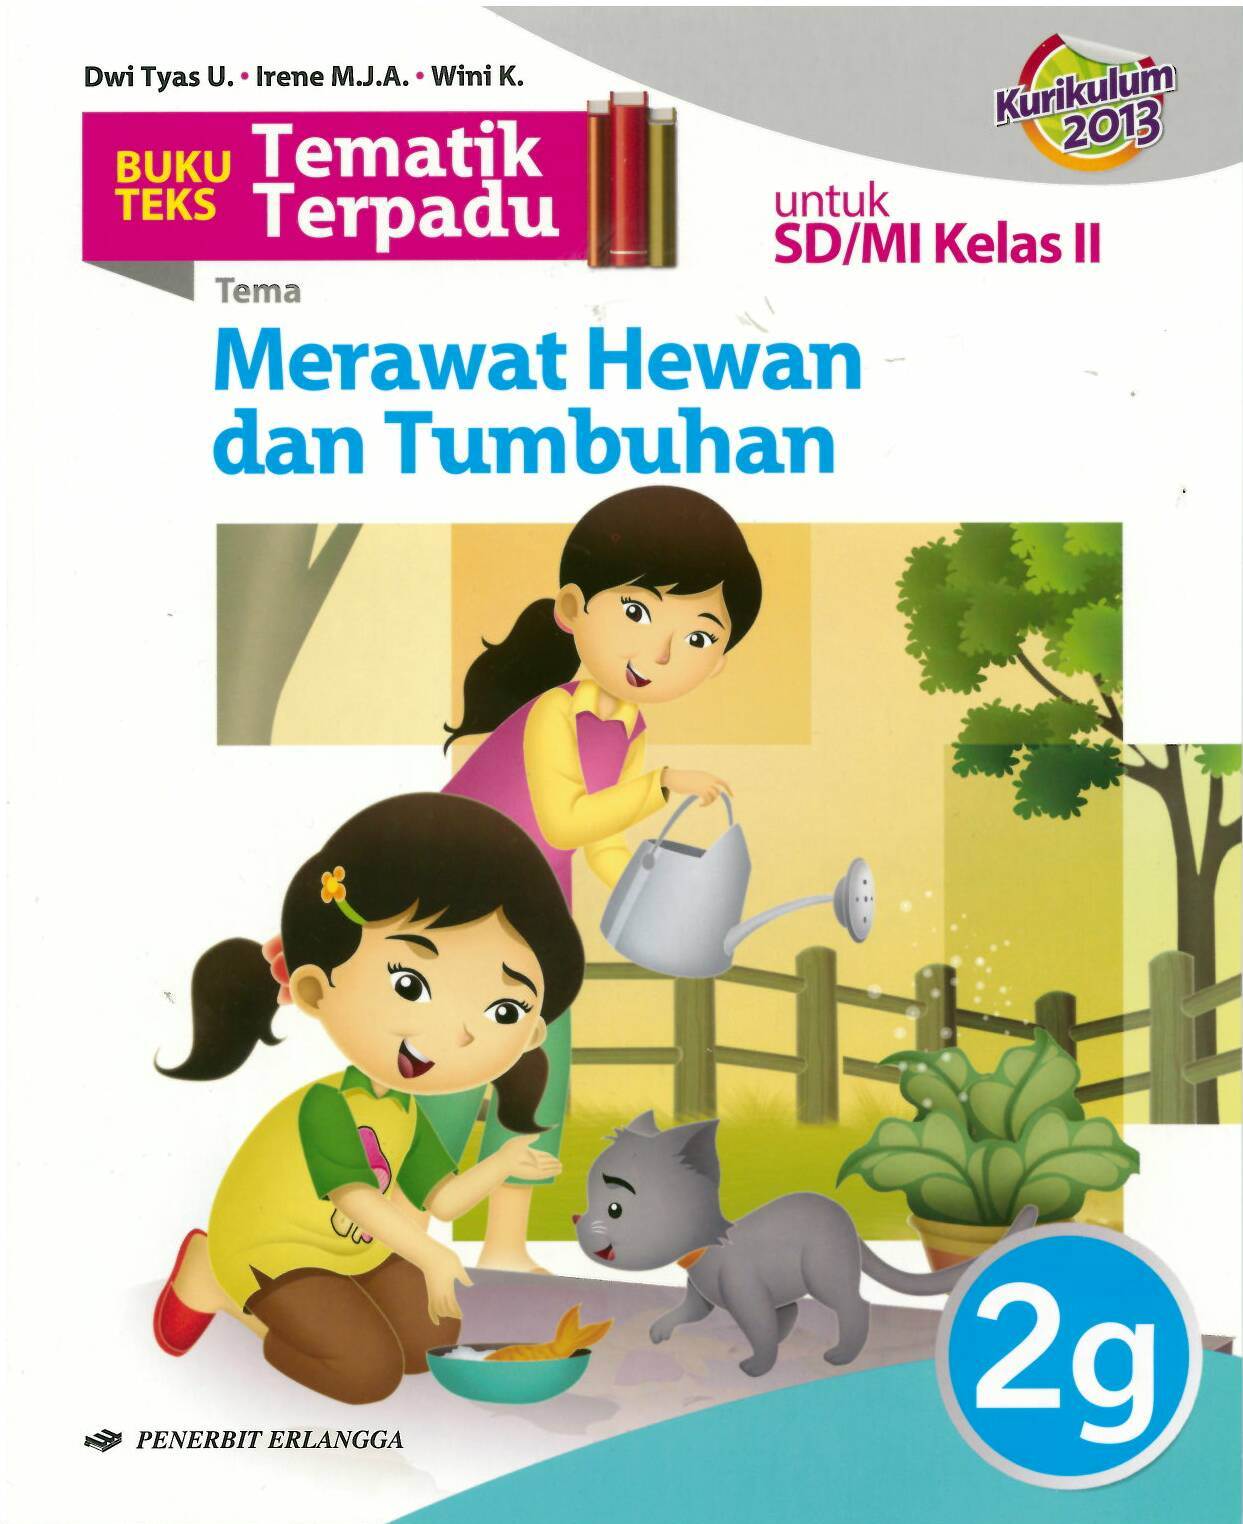 Dwi Tyas U. • Irene M.J.A. • Wini K.
Kurikulum
2013
BUKU
TEKS
Tematik
Terpadu
untuk
SD/MI Kelas II
Tema
Merawat Hewan
dan Tumbuhan
2g
PENERBIT ERLANGGA